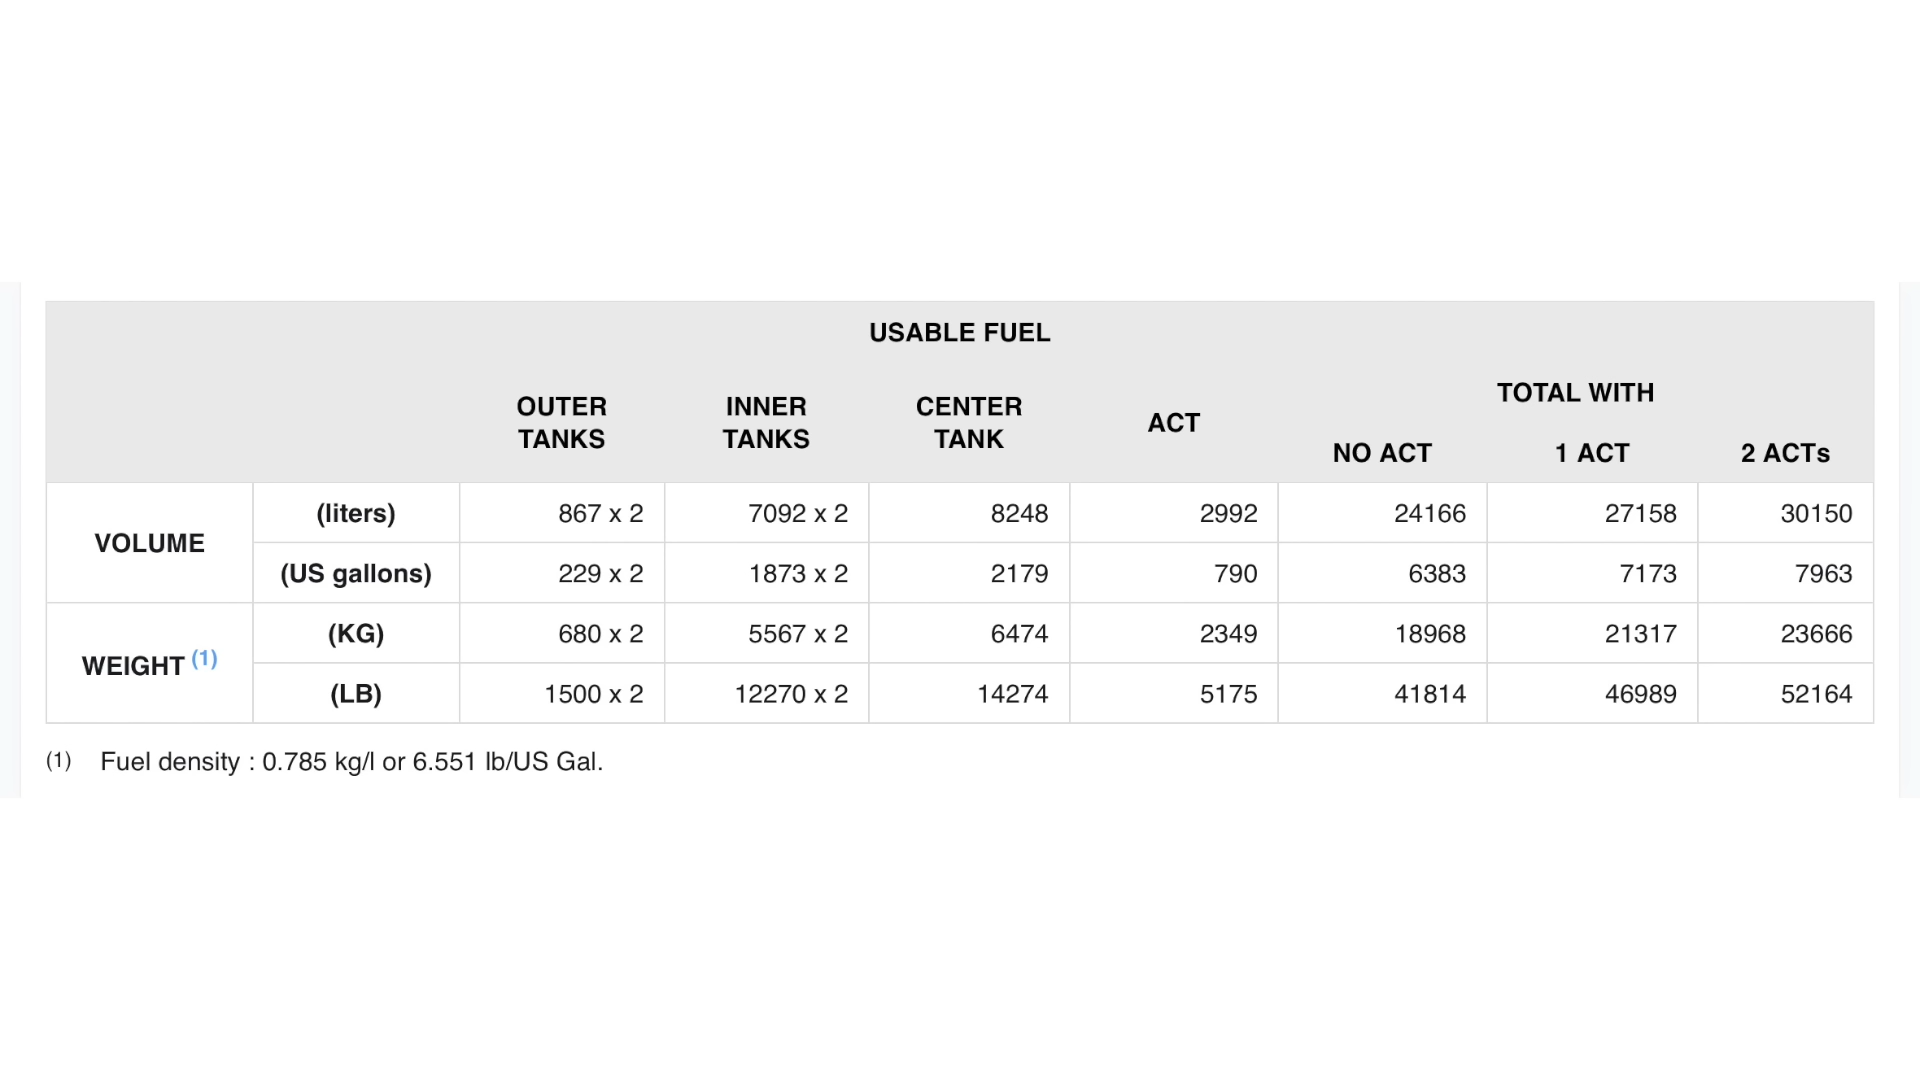 USABLE FUEL
OUTER TANKS INNER TANKS CENTER TANK ACT TOTAL WITH
NO ACT 1 ACT 2 ACTs
VOLUME (liters) 867 x 2 7092 x 2 8248 2992 24166 27158 30150
(US gallons) 229 x 2 1873 x 2 2179 790 6383 7173 7963
WEIGHT (1) (KG) 680 x 2 5567 x 2 6474 2349 18968 21317 23666
(LB) 1500 x 2 12270 x 2 14274 5175 41814 46989 52164
(1) Fuel density : 0.785 kg/l or 6.551 lb/US Gal.